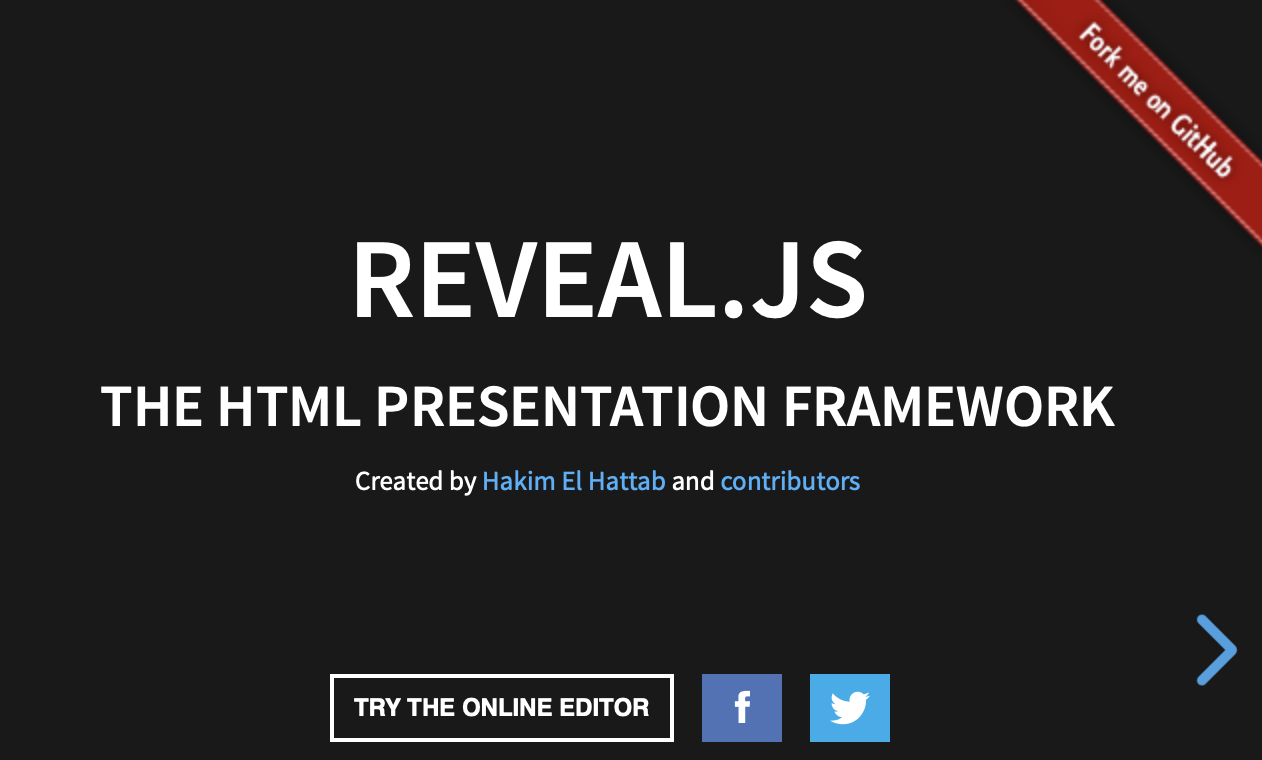 Fork me on GitHub
REVEAL.JS
THE HTML PRESENTATION FRAMEWORK
Created by Hakim El Hattab and contributors
TRY THE ONLINE EDITOR